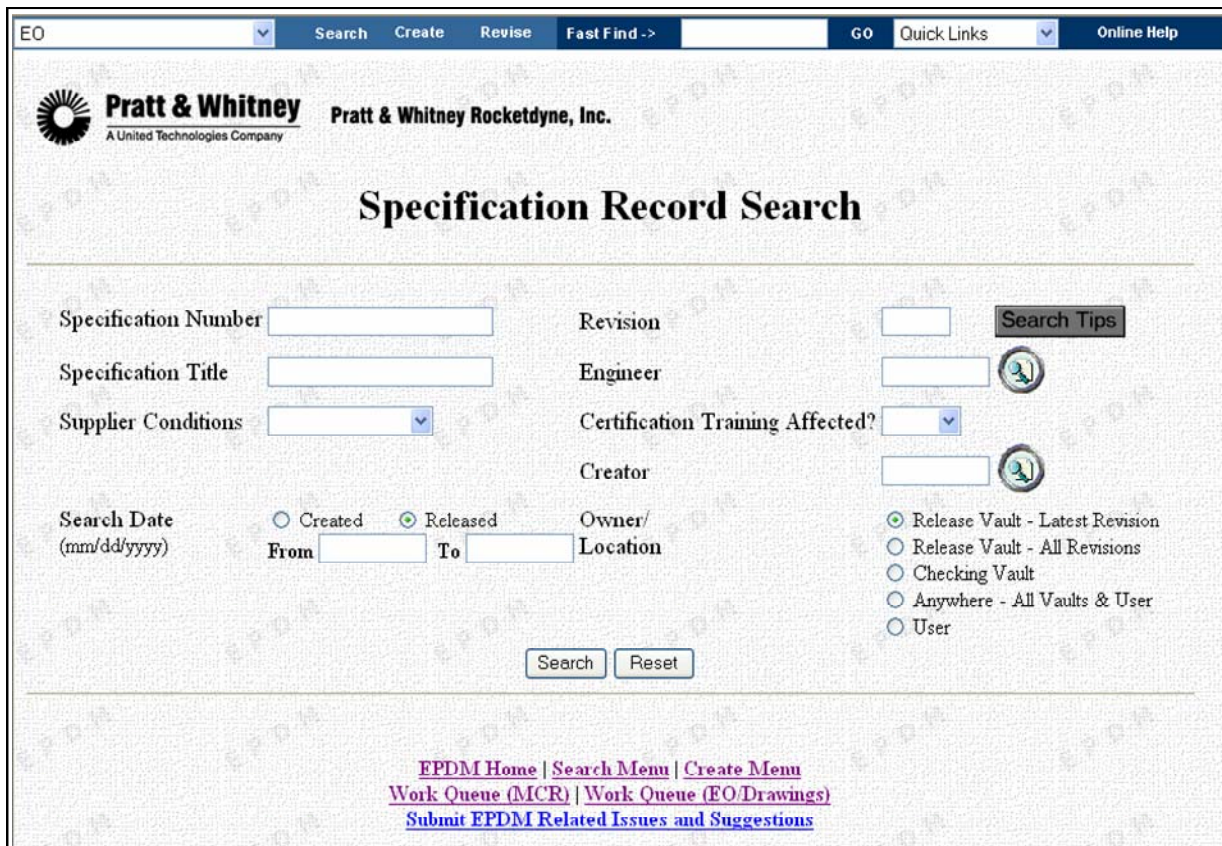 EO Search Create Revise Fast Find -> GO Quick Links Online Help
Pratt & Whitney
A United Technologies Company
Pratt & Whitney Rocketdyne, Inc.
Specification Record Search
Specification Number Revision Search Tips
Specification Title Engineer
Supplier Conditions Certification Training Affected?
Creator
Search Date Created Released Owner/ Release Vault - Latest Revision
(mm/dd/yyyy) From To Location Release Vault - All Revisions
Checking Vault
Anywhere - All Vaults & User
User
Search Reset
EPDM Home | Search Menu | Create Menu
Work Queue (MCR) | Work Queue (EO/Drawings)
Submit EPDM Related Issues and Suggestions